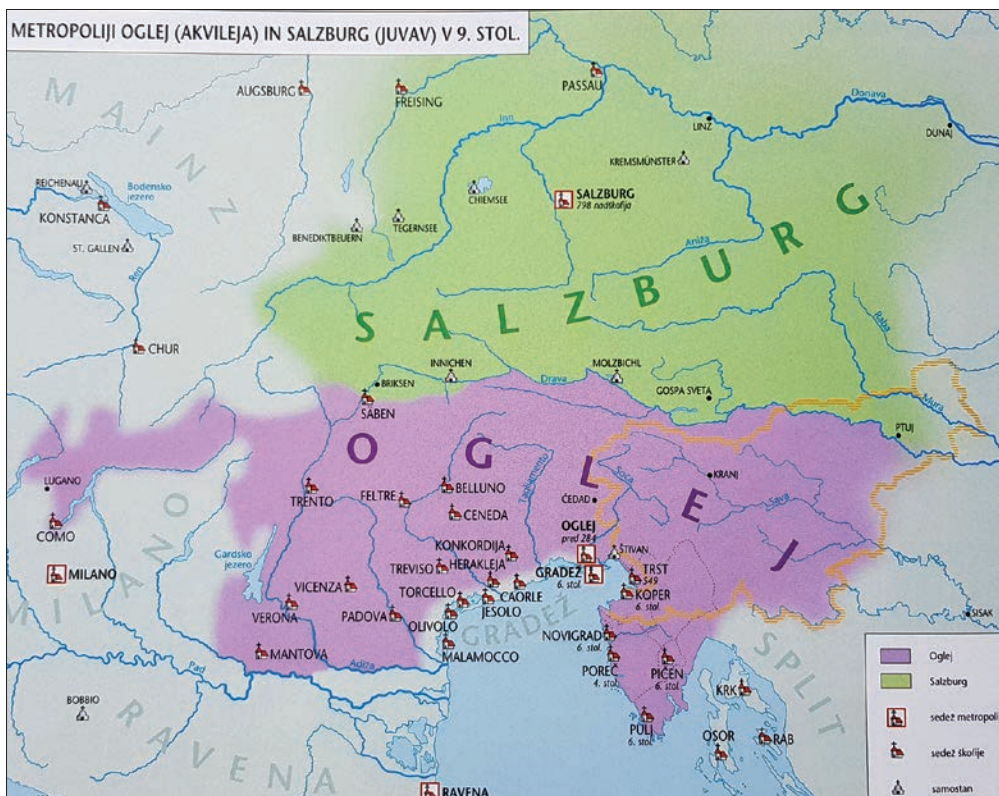 METROPOLIJI OGLEJ (AKVILEJA) IN SALZBURG (JUVAV) V 9. STOL.
MAINZ
AUGSBURG
FREISING
PASSAU
Donava
LINZ
DUNAJ
Inn
KREMSMÜNSTER
REICHENAU
Bodensko
jezero
KONSTANCA
CHIEMSEE
SALZBURG
798 nadškofija
TEGERNSEE
BENEDIKTBEUERN
ST. GALLEN
Ren
Aniža
SALZBURG
Raba
CHUR
INNICHEN
MOLZBICHL
BRIKSEN
Drava
GOSPA SVETA
SABEN
Mura
PTUJ
OGLEJ
LUGANO
TRENTO
FELTRE
BELLUNO
CENEDA
Tagliamento
ČEDAD
Soča
KRANJ
Sava
COMO
MILANO
MILANO
Gardsko
jezero
KONKORDIJA
OGLEJ
pred 284
ŠTIVAN
TREVISO
HERAKLEJA
GRADEŽ
6. stol.
TRST
549
VICENZA
TORCELLO
CAORLE
KOPER
6. stol.
VERONA
PADOVA
OLIVOLO
JESOLO
GRADEŽ
SISAK
MANTOVA
MALAMOCCO
NOVIGRAD
6. stol.
Pad
Adiža
POREČ
4. stol.
PIČEN
6. stol.
SPLIT
BOBBIO
RAVENA
KRK
PULJ
6. stol.
OSOR
RAB
RAVENA
Oglej
Salzburg
sedež metropoli
sedež škofije
samostan